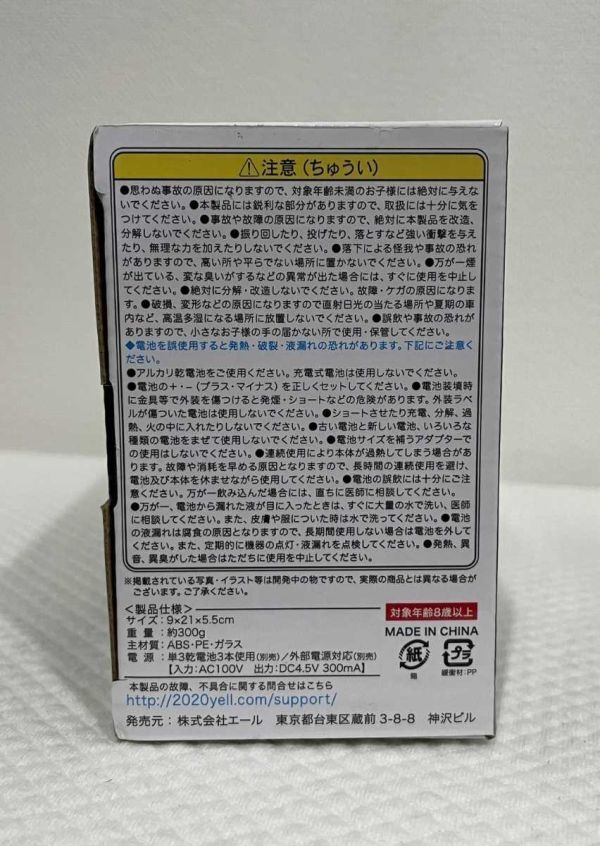 ⚠注意（ちゅうい）
●思わぬ事故の原因になりますので、対象年齢未満のお子様には絶対に与えな
いでください。●本製品には鋭利な部分がありますので、取扱には十分に気をつ
けてください。●事故や故障の原因になりますので、絶対に本製品を改造、
分解しないでください。●振り回したり、投げたり、落とすなど強い衝撃を与え
たり、無理な力を加えたりしないでください。●落下による怪我や事故の恐れ
がありますので、高い所や平らでない場所に置かないでください。●万が一煙
が出ている、変な臭いがするなどの異常が出た場合には、すぐに使用を中止し
てください。●絶対に分解・改造しないでください。故障・ケガの原因になりま
す。●破損、変形などの原因になりますので直射日光の当たる場所や夏期の車
内など、高温多湿になる場所に放置しないでください。●誤飲や事故の恐れ
がありますので、小さなお子様の手の届かない所で使用・保管してください。
◆電池を誤使用すると発熱・破裂・液漏れの恐れがあります。下記にご注意く
ださい。
●アルカリ乾電池をご使用ください。充電式電池は使用しないでください。
●電池の＋・－（プラス・マイナス）を正しくセットしてください。●電池装填時
に金具等で外装を傷つけると発煙・ショートなどの危険があります。外装ラベ
ルが傷ついた電池は使用しないでください。●ショートさせたり充電、分解、過
熱、火の中に入れたりしないでください。●古い電池と新しい電池、いろいろな
種類の電池をまぜて使用しないでください。●電池サイズを補うアダプターで
の使用はしないでください。●連続使用により本体が過熱してしまう場合があ
ります。故障や消耗を早める原因となりますので、長時間の連続使用を避け、
電池及び本体を休ませながら使用してください。●電池の誤飲には十分にご注
意ください。万が一飲み込んだ場合には、直ちに医師に相談してください。
●万が一、電池から漏れた液が目に入ったときは、すぐに大量の水で洗い、医師
に相談してください。また、皮膚や服についた時は水で洗ってください。●電池
の液漏れは腐食の原因となりますので、長期間使用しない場合は電池を外して
ください。また、定期的に機器の点灯・液漏れを点検してください。●発熱、異
音、異臭がした場合はただちに使用を中止してください。
※掲載されている写真・イラスト等は開発中の物ですので、実際の商品とは異なる場合が
ございます。ご了承ください。
＜製品仕様＞
サイズ：9×21×5.5cm
重　量：約300g
主材質：ABS・PE・ガラス
電　源：単3乾電池3本使用（別売）／外部電源対応（別売）
【入力：AC100V　出力：DC4.5V 300mA】
対象年齢8歳以上
MADE IN CHINA
紙
箱
プラ
緩衝材：PP
本製品の故障、不具合に関する問合せはこちら
http://2020yell.com/support/
発売元：株式会社エール　東京都台東区蔵前 3-8-8　神沢ビル